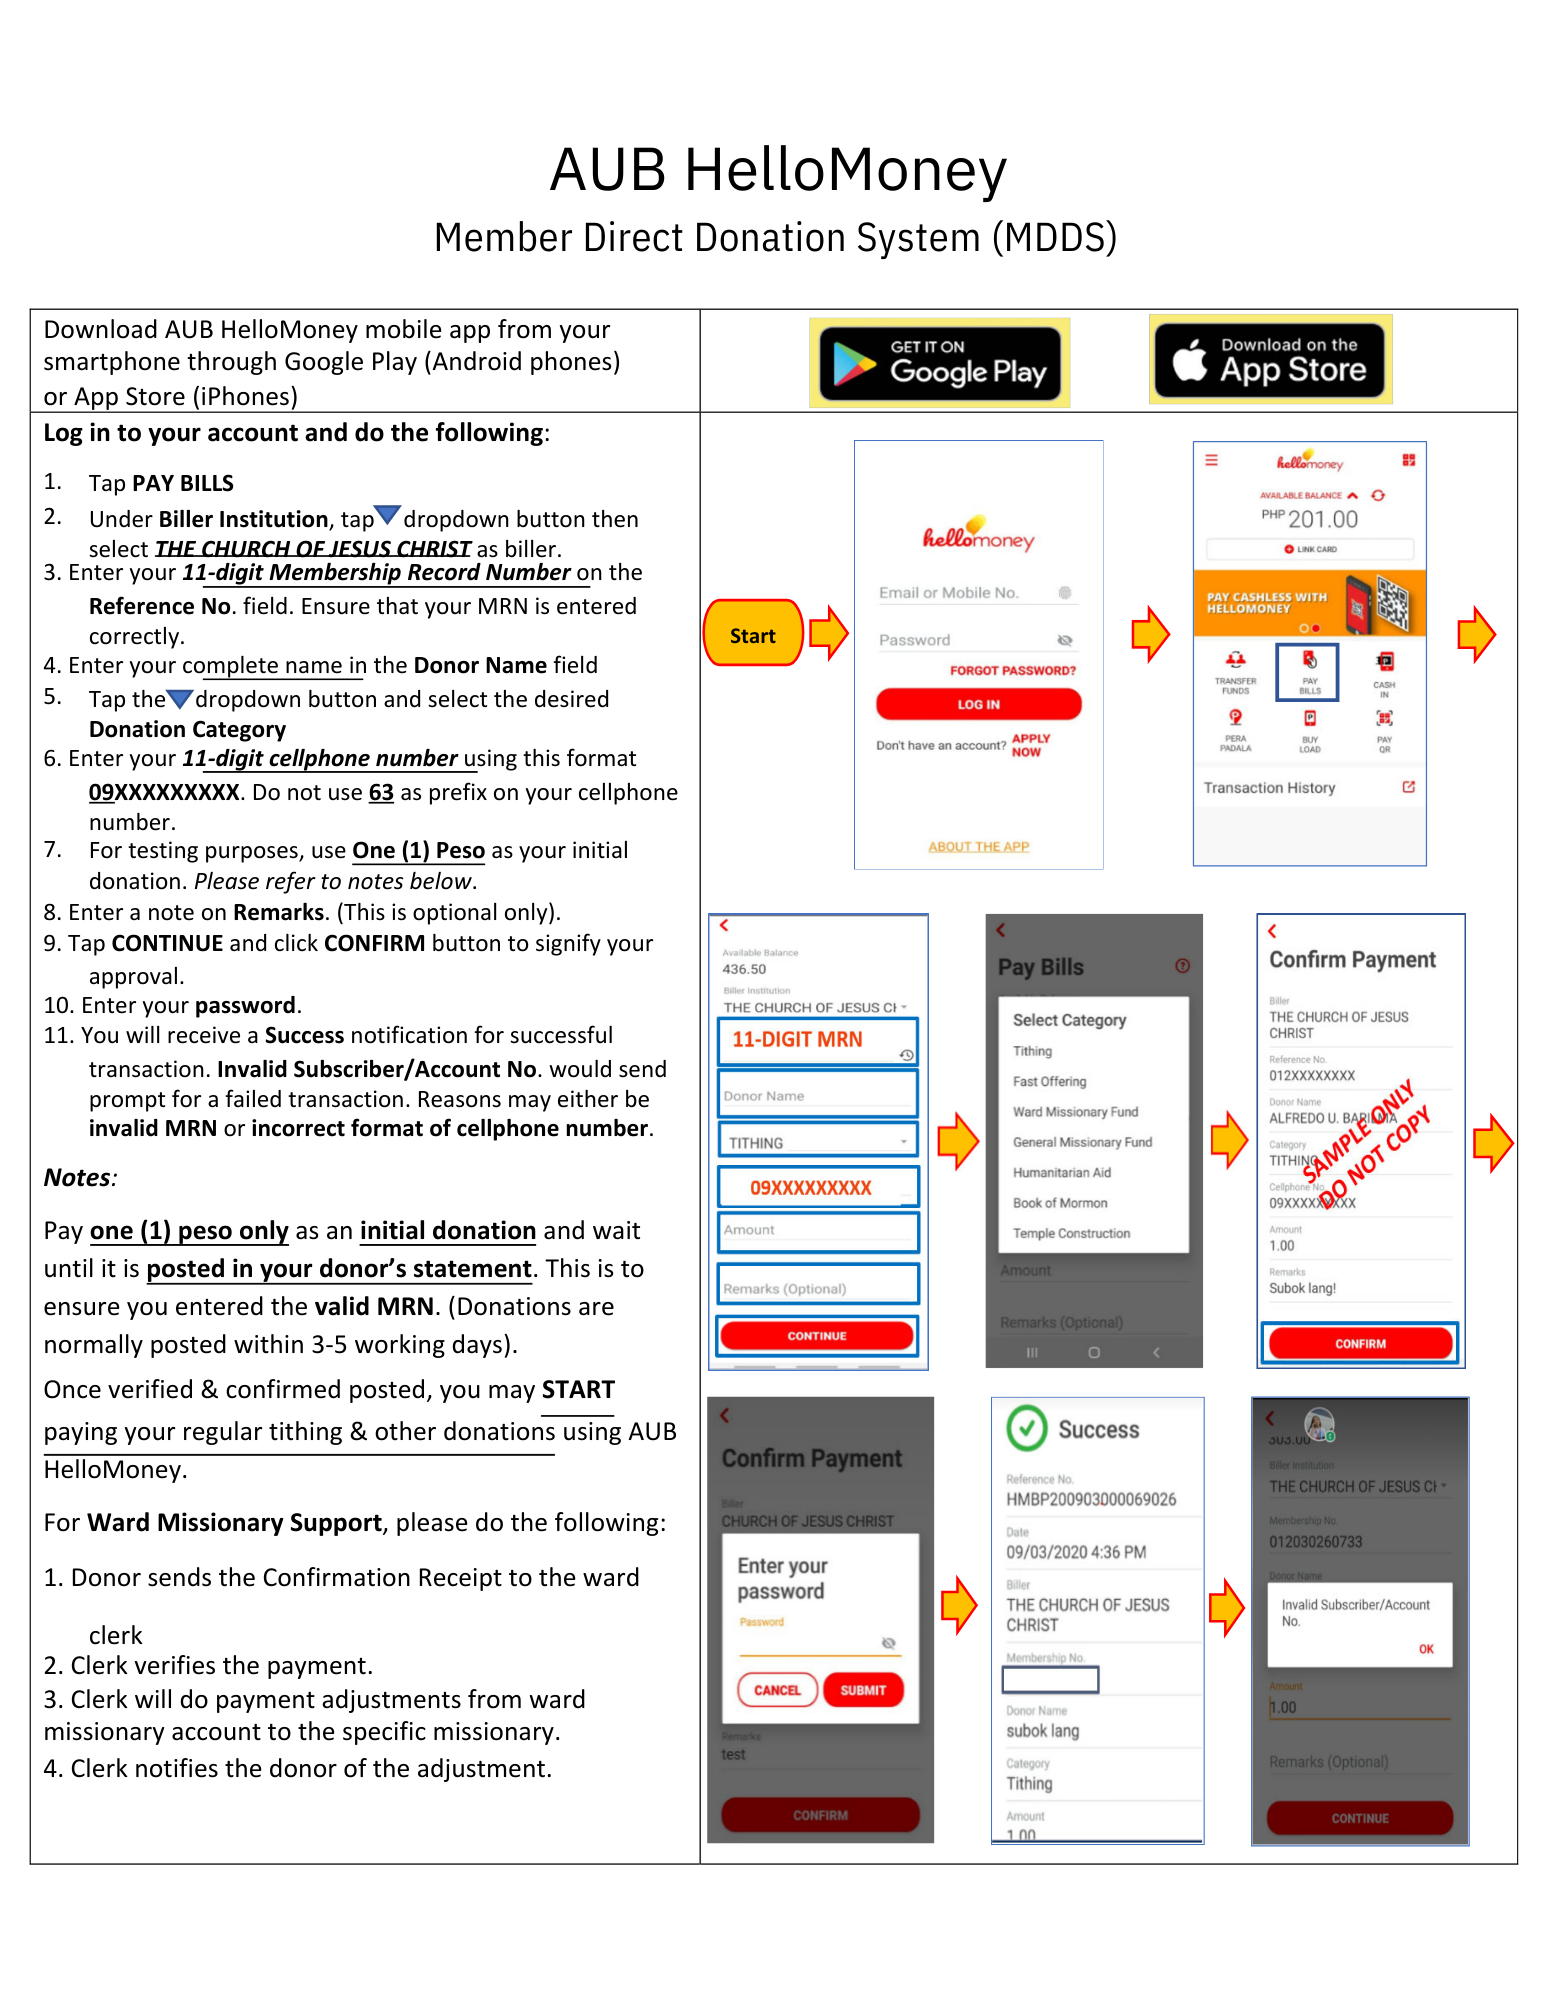 AUB HelloMoney
Member Direct Donation System (MDDS)
Download AUB HelloMoney mobile app from your
smartphone through Google Play (Android phones)
or App Store (iPhones)
GET IT ON
Google Play
Download on the
App Store
Log in to your account and do the following:
1. Tap PAY BILLS
2. Under Biller Institution, tap dropdown button then
select THE CHURCH OF JESUS CHRIST as biller.
3. Enter your 11-digit Membership Record Number on the
Reference No. field. Ensure that your MRN is entered
correctly.
4. Enter your complete name in the Donor Name field
5. Tap the dropdown button and select the desired
Donation Category
6. Enter your 11-digit cellphone number using this format
09XXXXXXXXX. Do not use 63 as prefix on your cellphone
number.
7. For testing purposes, use One (1) Peso as your initial
donation. Please refer to notes below.
8. Enter a note on Remarks. (This is optional only).
9. Tap CONTINUE and click CONFIRM button to signify your
approval.
10. Enter your password.
11. You will receive a Success notification for successful
transaction. Invalid Subscriber/Account No. would send
prompt for a failed transaction. Reasons may either be
invalid MRN or incorrect format of cellphone number.
Notes:
Pay one (1) peso only as an initial donation and wait
until it is posted in your donor's statement. This is to
ensure you entered the valid MRN. (Donations are
normally posted within 3-5 working days).
Once verified & confirmed posted, you may START
paying your regular tithing & other donations using AUB
HelloMoney.
For Ward Missionary Support, please do the following:
1. Donor sends the Confirmation Receipt to the ward
clerk
2. Clerk verifies the payment.
3. Clerk will do payment adjustments from ward
missionary account to the specific missionary.
4. Clerk notifies the donor of the adjustment.
Start
hellomoney
Email or Mobile No.
Password
FORGOT PASSWORD?
LOG IN
Don't have an account? APPLY
NOW
ABOUT THE APP
hellomoney
AVAILABLE BALANCE
PHP 201.00
LINK CARD
PAY CASHLESS WITH
HELLOMONEY
TRANSFER
FUNDS
PAY
BILLS
CASH
IN
PERA
PADALA
BUY
LOAD
PAY
QR
Transaction History
Available Balance
436.50
Biller Institution
THE CHURCH OF JESUS CH
11-DIGIT MRN
Donor Name
TITHING
09XXXXXXXXX
Amount
Remarks (Optional)
CONTINUE
Pay Bills
Select Category
Tithing
Fast Offering
Ward Missionary Fund
General Missionary Fund
Humanitarian Aid
Book of Mormon
Temple Construction
Amount
Remarks (Optional)
Confirm Payment
Biller
THE CHURCH OF JESUS
CHRIST
Reference No.
012XXXXXXXX
Donor Name
ALFREDO U.
Category
TITHING
Cellphone No.
09XXXXXXXXX
Amount
1.00
Remarks
Subok lang!
SAMPLE ONLY
DO NOT COPY
CONFIRM
Confirm Payment
Biller
CHURCH OF JESUS CHRIST
Enter your
password
Password
CANCEL
SUBMIT
Remarks
test
CONFIRM
Success
Reference No.
HMBP200903000069026
Date
09/03/2020 4:36 PM
Biller
THE CHURCH OF JESUS
CHRIST
Membership No.
Donor Name
subok lang
Category
Tithing
Amount
1.00
303.00
Biller Institution
THE CHURCH OF JESUS CH
Membership No.
012030260733
Donor Name
Invalid Subscriber/Account
No.
OK
Amount
1.00
Remarks (Optional)
CONTINUE